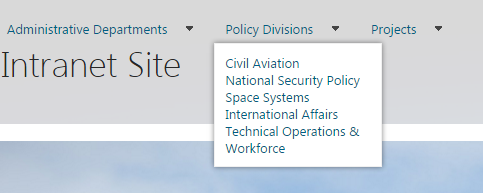 Administrative Departments
Policy Divisions
Projects
Intranet Site
Civil Aviation
National Security Policy
Space Systems
International Affairs
Technical Operations &
Workforce